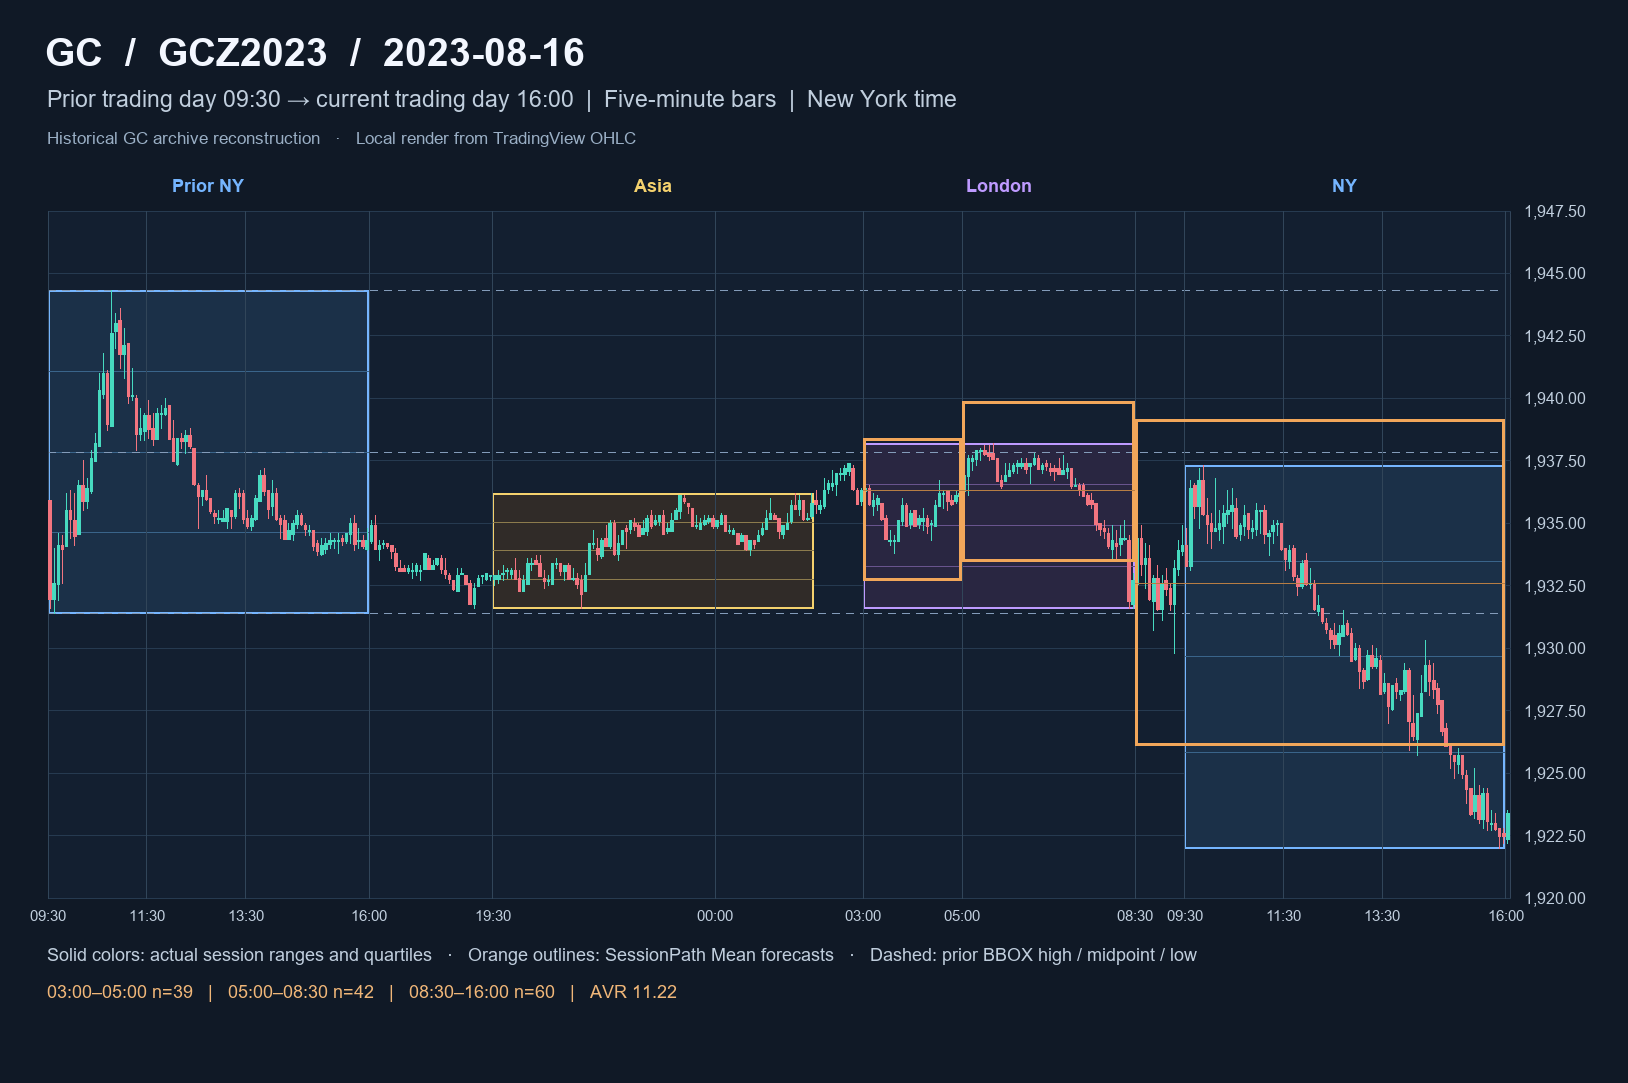 GC / GCZ2023 / 2023-08-16
Prior trading day 09:30 → current trading day 16:00 | Five-minute bars | New York time
Historical GC archive reconstruction · Local render from TradingView OHLC
Prior NY Asia London NY
1,947.50
1,945.00
1,942.50
1,940.00
1,937.50
1,935.00
1,932.50
1,930.00
1,927.50
1,925.00
1,922.50
1,920.00
09:30 11:30 13:30 16:00 19:30 00:00 03:00 05:00 08:30 09:30 11:30 13:30 16:00
Solid colors: actual session ranges and quartiles · Orange outlines: SessionPath Mean forecasts · Dashed: prior BBOX high / midpoint / low
03:00–05:00 n=39 | 05:00–08:30 n=42 | 08:30–16:00 n=60 | AVR 11.22